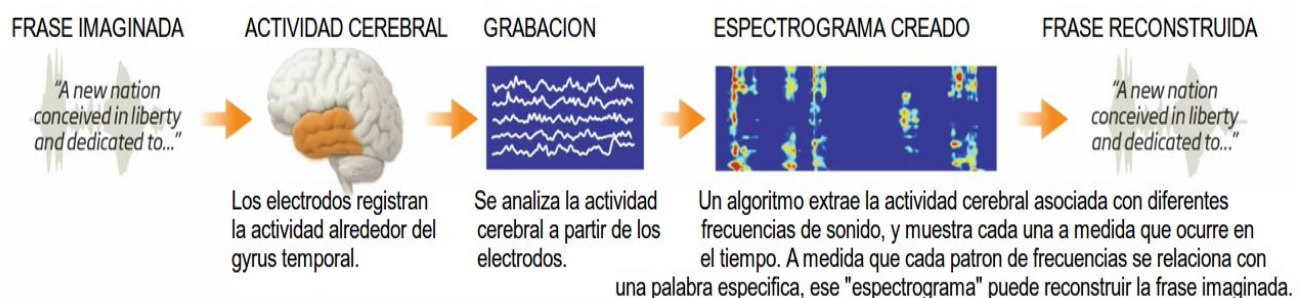 FRASE IMAGINADA
ACTIVIDAD CEREBRAL
GRABACION
ESPECTROGRAMA CREADO
FRASE RECONSTRUIDA
"A new nation
conceived in liberty
and dedicated to..."
"A new nation
conceived in liberty
and dedicated to..."
Los electrodos registran
la actividad alrededor del
gyrus temporal.
Se analiza la actividad
cerebral a partir de los
electrodos.
Un algoritmo extrae la actividad cerebral asociada con diferentes
frecuencias de sonido, y muestra cada una a medida que ocurre en
el tiempo. A medida que cada patron de frecuencias se relaciona con
una palabra especifica, ese "espectrograma" puede reconstruir la frase imaginada.